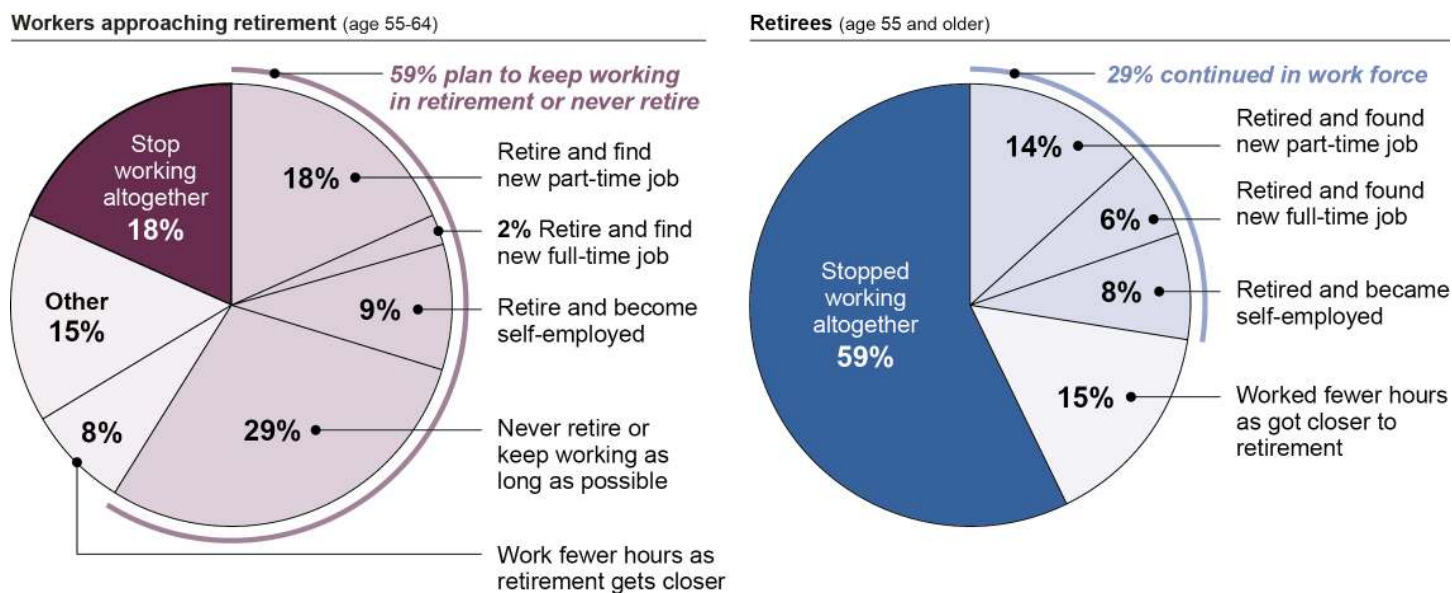 Workers approaching retirement (age 55-64)
59% plan to keep working
in retirement or never retire
Stop
working
altogether
18%
18%
Retire and find
new part-time job
2% Retire and find
new full-time job
9%
Retire and become
self-employed
Other
15%
8%
29%
Never retire or
keep working as
long as possible
Work fewer hours as
retirement gets closer
Retirees (age 55 and older)
29% continued in work force
14%
Retired and found
new part-time job
6%
Retired and found
new full-time job
Stopped
working
altogether
59%
8%
Retired and became
self-employed
15%
Worked fewer hours
as got closer to
retirement